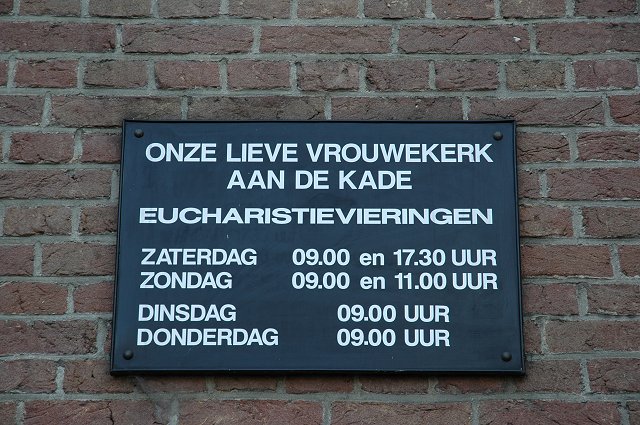 ONZE LIEVE VROUWEKERK
AAN DE KADE
EUCHARISTIEVIERINGEN
ZATERDAG 09.00 en 17.30 UUR
ZONDAG 09.00 en 11.00 UUR
DINSDAG 09.00 UUR
DONDERDAG 09.00 UUR